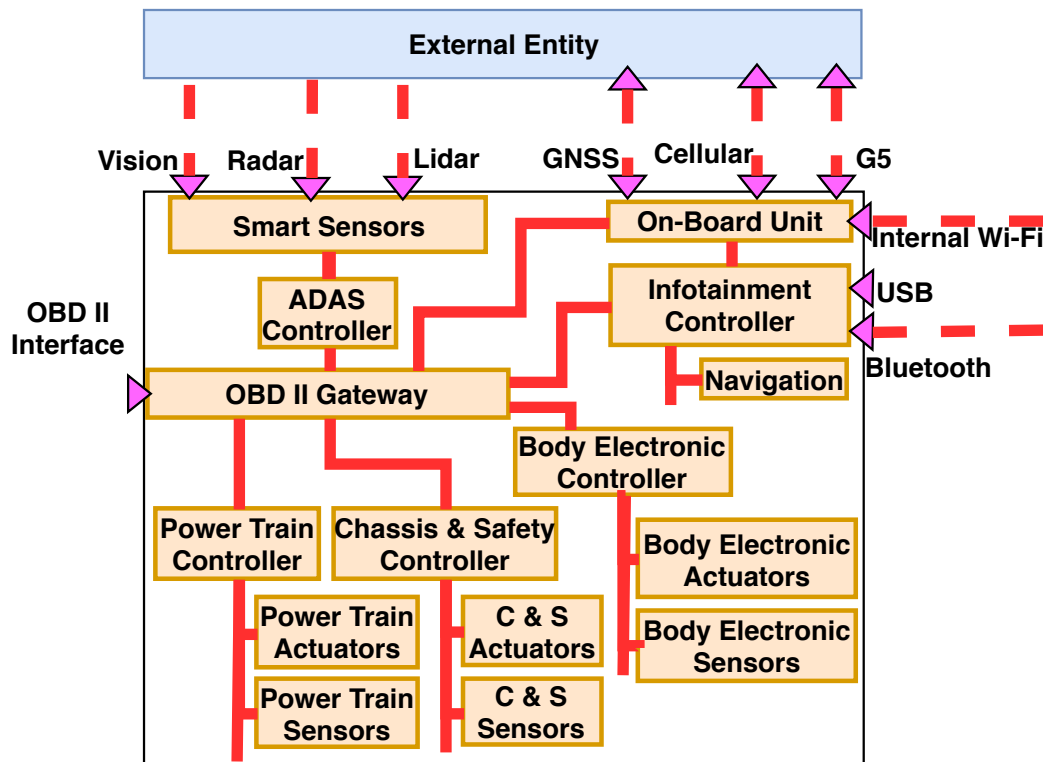 External Entity
Vision
Radar
Lidar
GNSS
Cellular
G5
Smart Sensors
On-Board Unit
Internal Wi-Fi
ADAS
Controller
Infotainment
Controller
USB
OBD II
Interface
Bluetooth
OBD II Gateway
Navigation
Body Electronic
Controller
Power Train
Controller
Chassis & Safety
Controller
Body Electronic
Actuators
Power Train
Actuators
C & S
Actuators
Body Electronic
Sensors
Power Train
Sensors
C & S
Sensors